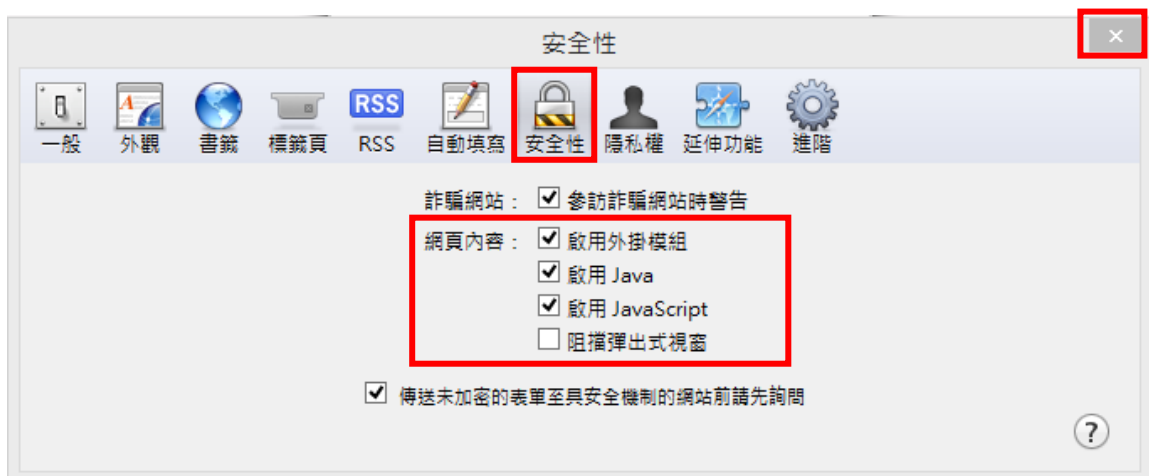 安全性
一般 外觀 書籤 標籤頁 RSS 自動填寫 安全性 隱私權 延伸功能 進階
詐騙網站： 參訪詐騙網站時警告
網頁內容： 啟用外掛模組
啟用 Java
啟用 JavaScript
阻擋彈出式視窗
傳送未加密的表單至具安全機制的網站前請先詢問
?